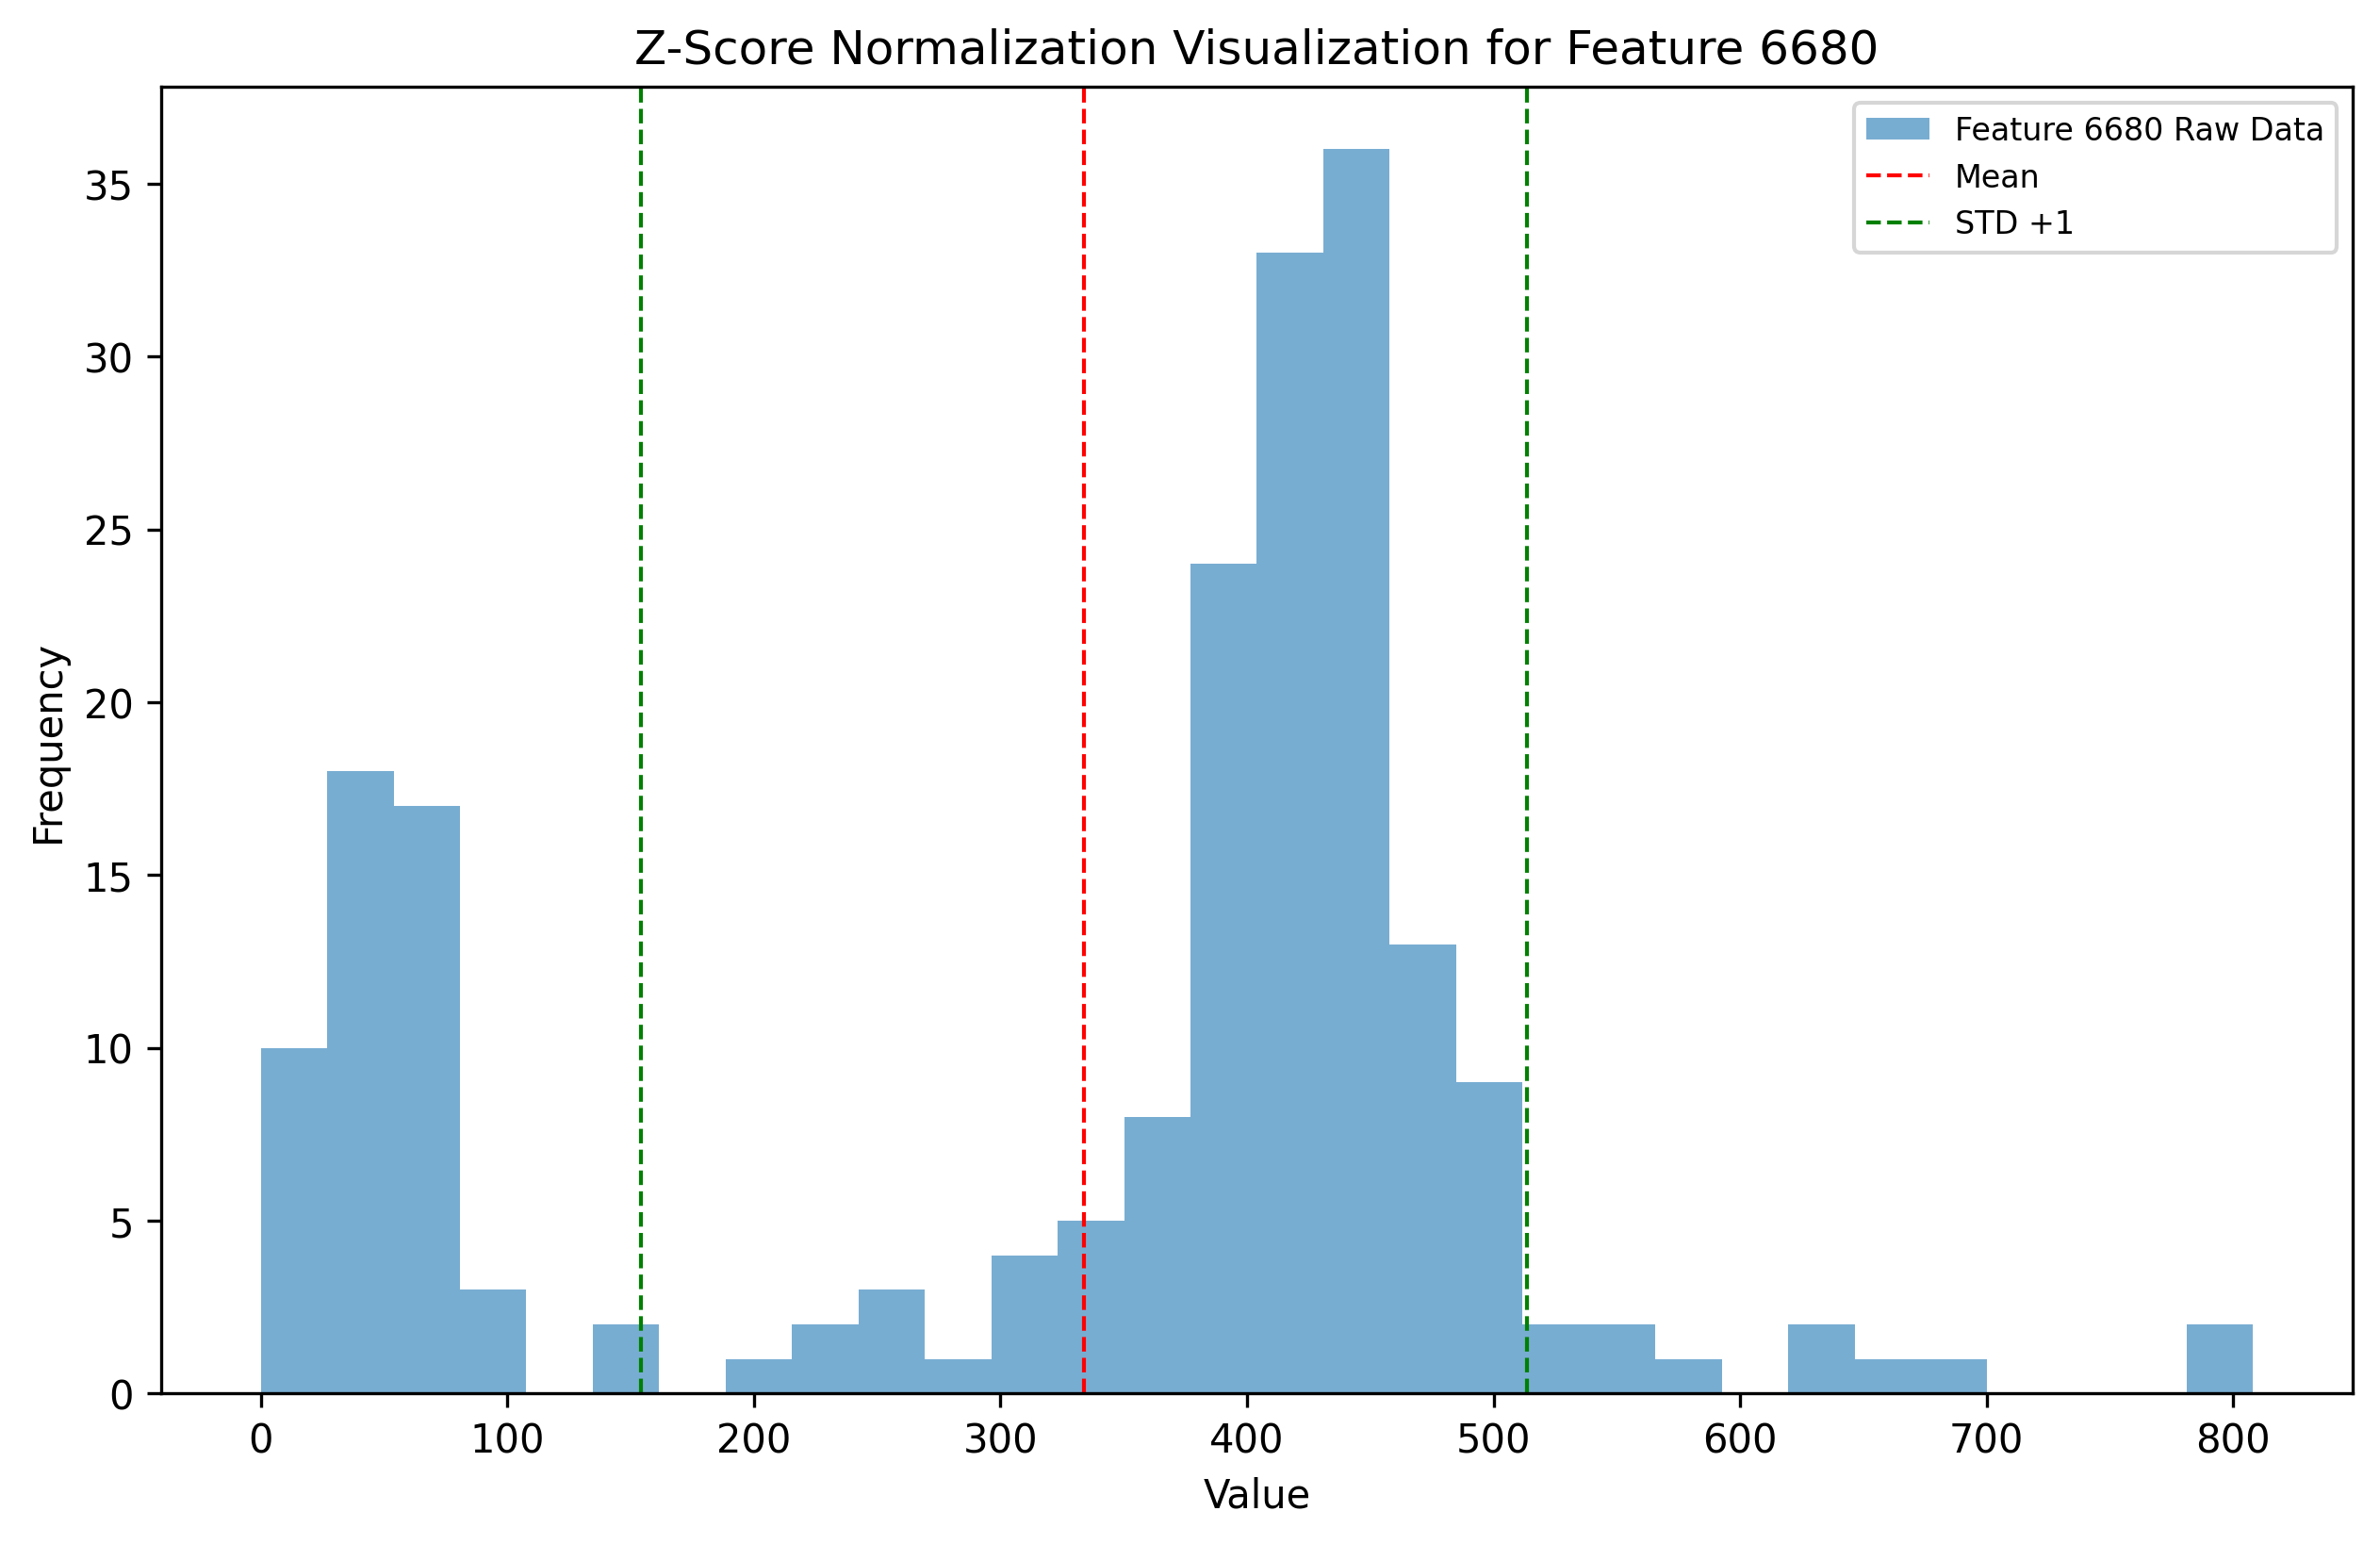 Z-Score Normalization Visualization for Feature 6680
Feature 6680 Raw Data
Mean
STD +1
Frequency
35
30
25
20
15
10
5
0
0 100 200 300 400 500 600 700 800
Value